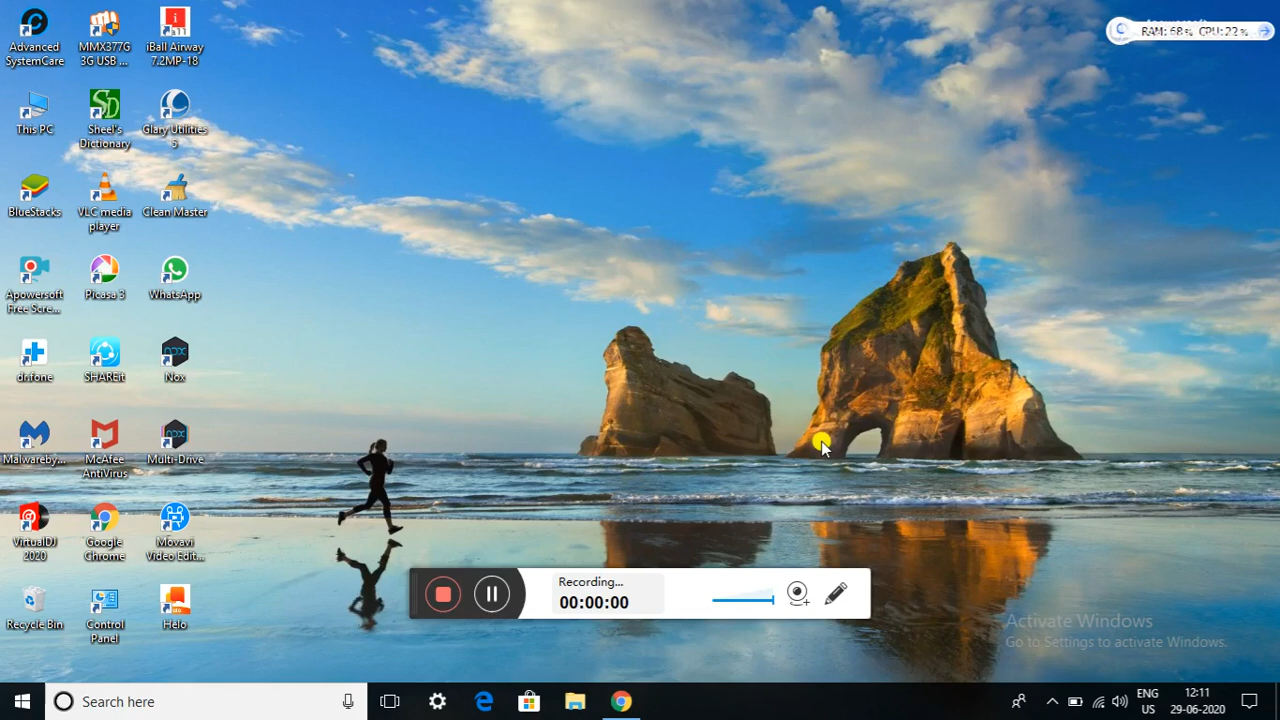 Advanced
SystemCare
MMX377G
3G USB ...
iBall Airway
7.2MP-18
This PC
Sheel's
Dictionary
Glary Utilities
5
BlueStacks
VLC media
player
Clean Master
Apowersoft
Free Scre...
Picasa 3
WhatsApp
dr.fone
SHAREit
Nox
Malwareby...
McAfee
AntiVirus
Multi-Drive
VirtualDJ
2020
Google
Chrome
Movavi
Video Edit...
Recycle Bin
Control
Panel
Helo
RAM: 68% CPU: 22%
Recording...
00:00:00
Activate Windows
Go to Settings to activate Windows.
Search here
ENG
US
12:11
29-06-2020